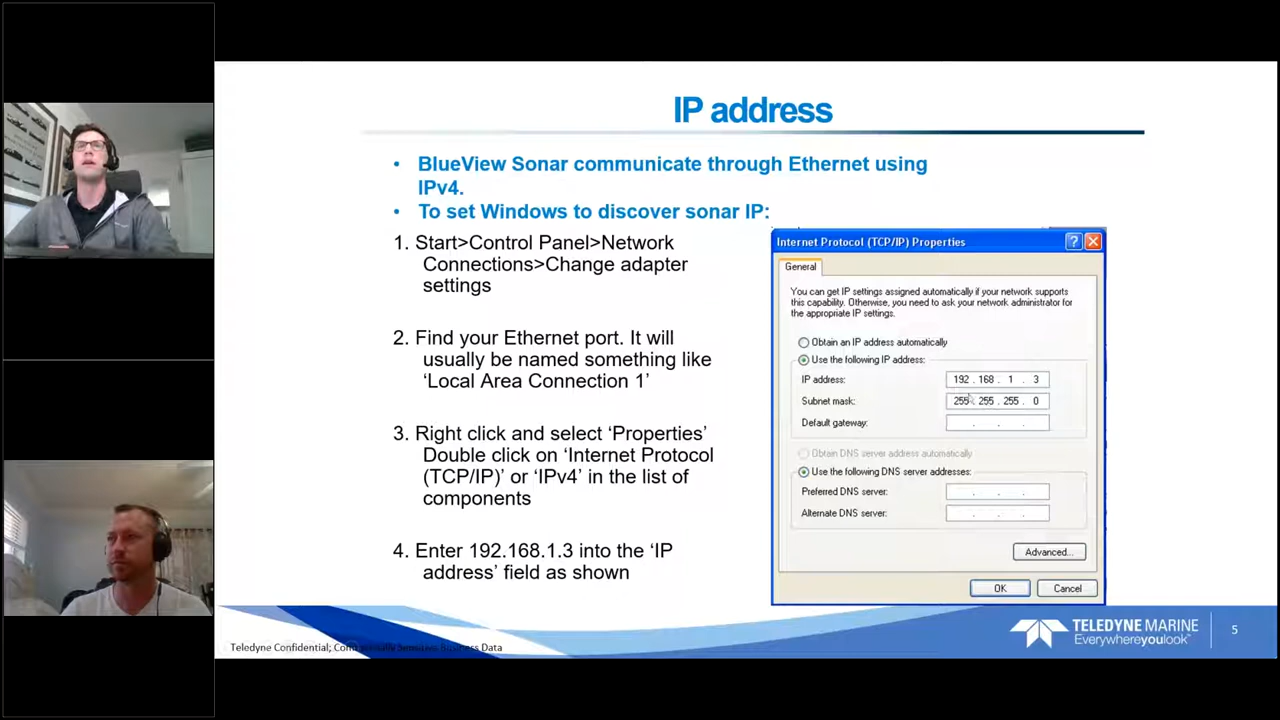 IP address
• BlueView Sonar communicate through Ethernet using
IPv4.
• To set Windows to discover sonar IP:
1. Start>Control Panel>Network
Connections>Change adapter
settings
2. Find your Ethernet port. It will
usually be named something like
‘Local Area Connection 1’
3. Right click and select ‘Properties’
Double click on ‘Internet Protocol
(TCP/IP)’ or ‘IPv4’ in the list of
components
4. Enter 192.168.1.3 into the ‘IP
address’ field as shown
Internet Protocol (TCP/IP) Properties
General
You can get IP settings assigned automatically if your network supports
this capability. Otherwise, you need to ask your network administrator for
the appropriate IP settings.
Obtain an IP address automatically
Use the following IP address:
IP address: 192 . 168 . 1 . 3
Subnet mask: 255 . 255 . 255 . 0
Default gateway: . . .
Obtain DNS server address automatically
Use the following DNS server addresses:
Preferred DNS server: . . .
Alternate DNS server: . . .
Advanced...
OK Cancel
TELEDYNE MARINE
Everywhereyoulook
5
Teledyne Confidential; Business Data